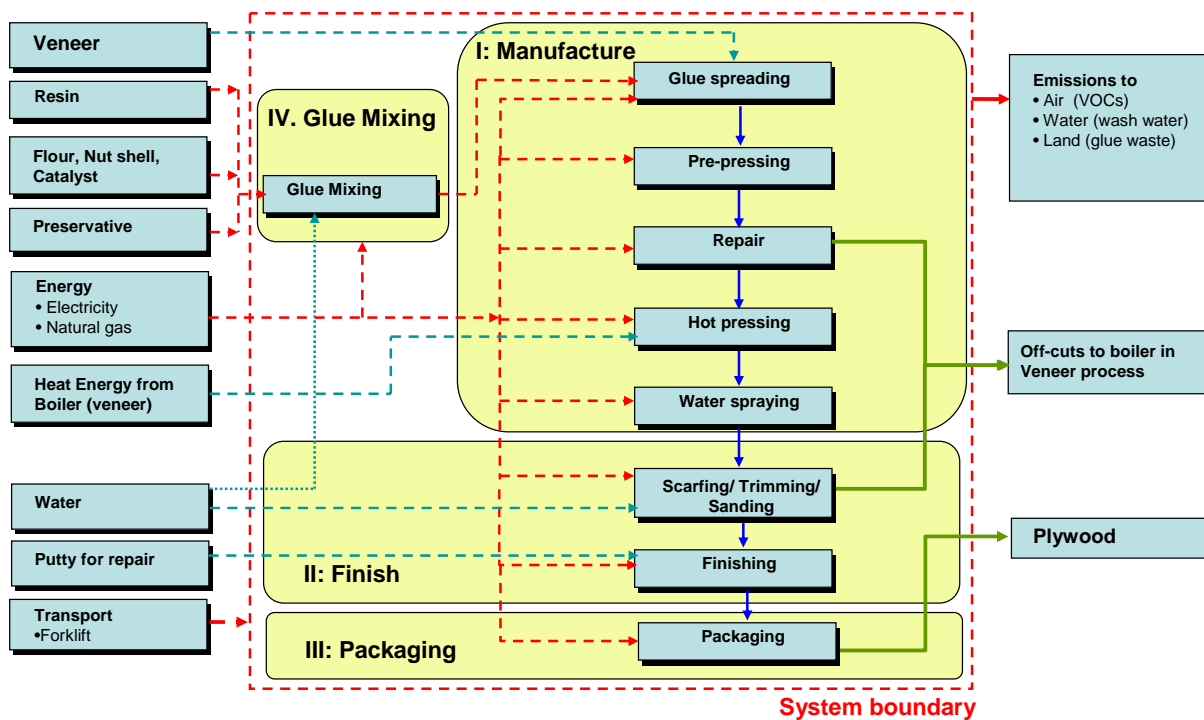 Veneer
Resin
Flour, Nut shell,
Catalyst
Preservative
Energy
• Electricity
• Natural gas
Heat Energy from
Boiler (veneer)
Water
Putty for repair
Transport
•Forklift
IV. Glue Mixing
Glue Mixing
I: Manufacture
Glue spreading
Pre-pressing
Repair
Hot pressing
Water spraying
Scarfing/ Trimming/
Sanding
II: Finish
Finishing
III: Packaging
Packaging
System boundary
Emissions to
• Air (VOCs)
• Water (wash water)
• Land (glue waste)
Off-cuts to boiler in
Veneer process
Plywood